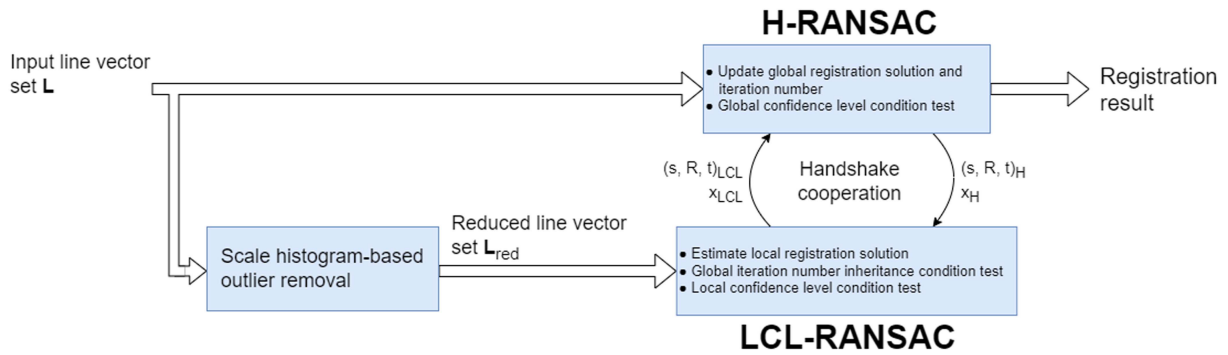 H-RANSAC
Input line vector
set L
● Update global registration solution and
iteration number
● Global confidence level condition test
Registration
result
(s, R, t)LCL
xLCL
Handshake
cooperation
(s, R, t)H
xH
Scale histogram-based
outlier removal
Reduced line vector
set Lred
● Estimate local registration solution
● Global iteration number inheritance condition test
● Local confidence level condition test
LCL-RANSAC